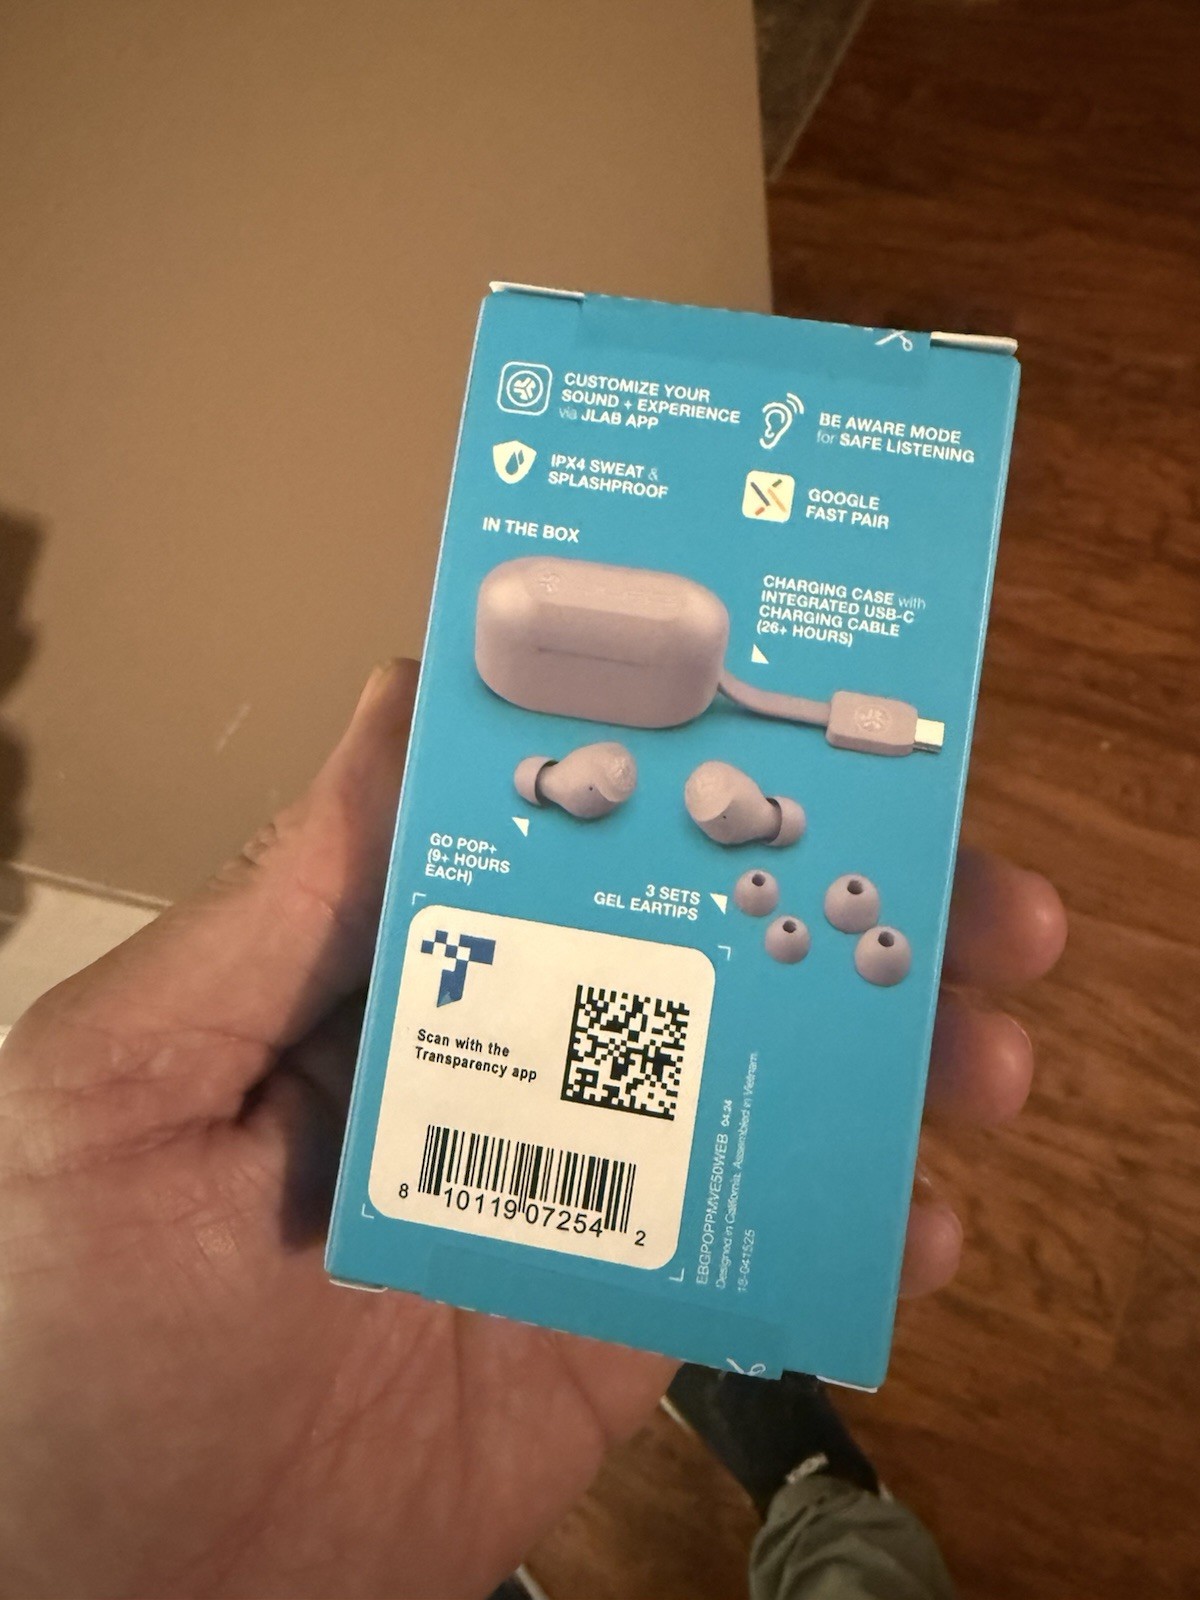 CUSTOMIZE YOUR
SOUND + EXPERIENCE
via JLAB APP
BE AWARE MODE
for SAFE LISTENING
IPX4 SWEAT &
SPLASHPROOF
GOOGLE
FAST PAIR
IN THE BOX
CHARGING CASE with
INTEGRATED USB-C
CHARGING CABLE
(26+ HOURS)
GO POP+
(9+ HOURS
EACH)
3 SETS
GEL EARTIPS
Scan with the
Transparency app
8 10119 07254 2
EBGPOPPMVE50WEB 04.24
Designed in California. Assembled in Vietnam.
18-041525